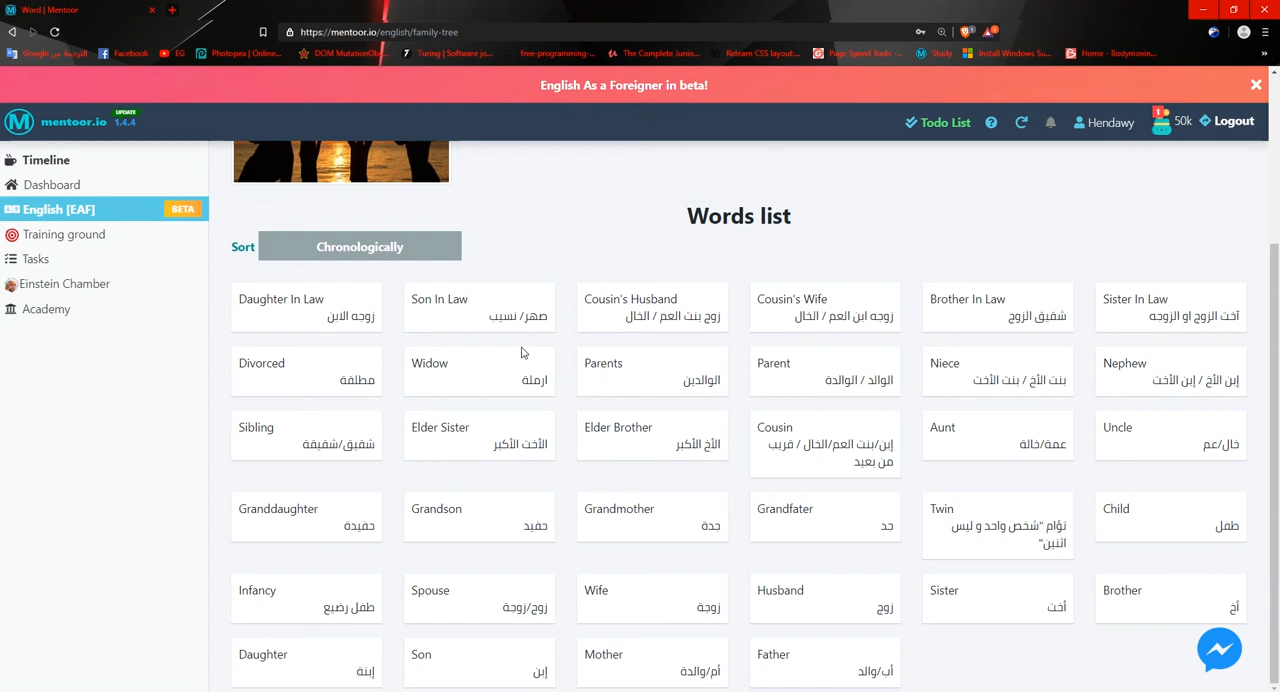 Word | Mentoor
https://mentoor.io/english/family-tree
الترجمة من Google
Facebook
EG
Photopea | Online...
DOM MutationOb...
Turing | Software jo...
free-programming-...
The Complete Junio...
Relearn CSS layout:...
Page Speed Tools -...
Study
Install Windows Su...
Home - Bodymovin...
English As a Foreigner in beta!
mentoor.io
UPDATE
1.4.4
Todo List
Hendawy
1
50k
Logout
Timeline
Dashboard
English [EAF]
BETA
Training ground
Tasks
Einstein Chamber
Academy
Words list
Sort
Chronologically
Daughter In Law
زوجه الابن
Son In Law
صهر/ نسيب
Cousin's Husband
زوج بنت العم / الخال
Cousin's Wife
زوجه ابن العم / الخال
Brother In Law
شقيق الزوج
Sister In Law
آخت الزوج او الزوجه
Divorced
مطلقة
Widow
ارملة
Parents
الوالدين
Parent
الوالد / الوالدة
Niece
بنت الأخ / بنت الأخت
Nephew
إبن الأخ / إبن الأخت
Sibling
شقيق/شقيقة
Elder Sister
الأخت الأكبر
Elder Brother
الأخ الأكبر
Cousin
إبن/بنت العم/الخال / قريب
من بعيد
Aunt
عمة/خالة
Uncle
خال/عم
Granddaughter
حفيدة
Grandson
حفيد
Grandmother
جدة
Grandfater
جد
Twin
تؤام "شخص واحد و ليس
اثنين"
Child
طفل
Infancy
طفل رضيع
Spouse
زوج/زوجة
Wife
زوجة
Husband
زوج
Sister
أخت
Brother
أخ
Daughter
إبنة
Son
إبن
Mother
أم/والدة
Father
أب/والد